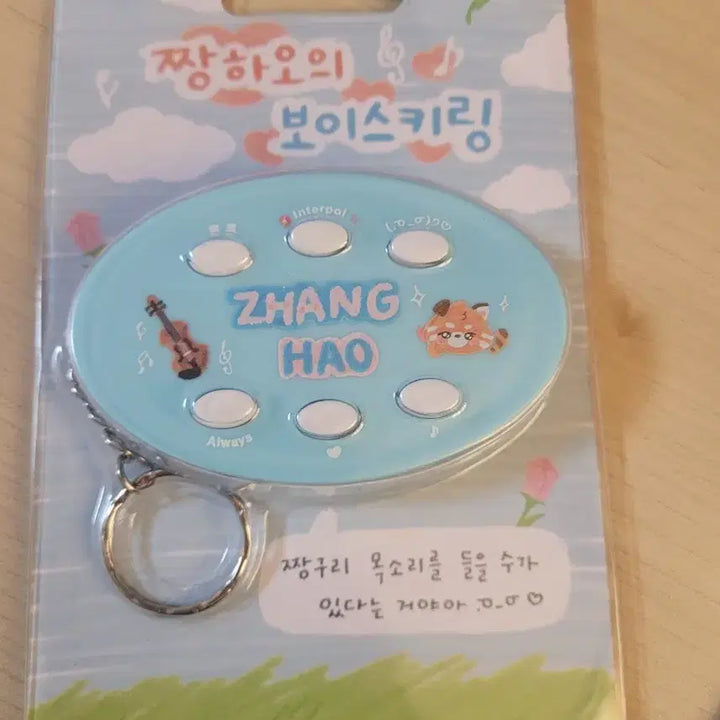 짱하오의
보이스키링
Interpol
ZHANG
HAO
Always
짱구리 목소리를 들을 수가
있다는 거야아 :ᓀ_ᓂ ♡